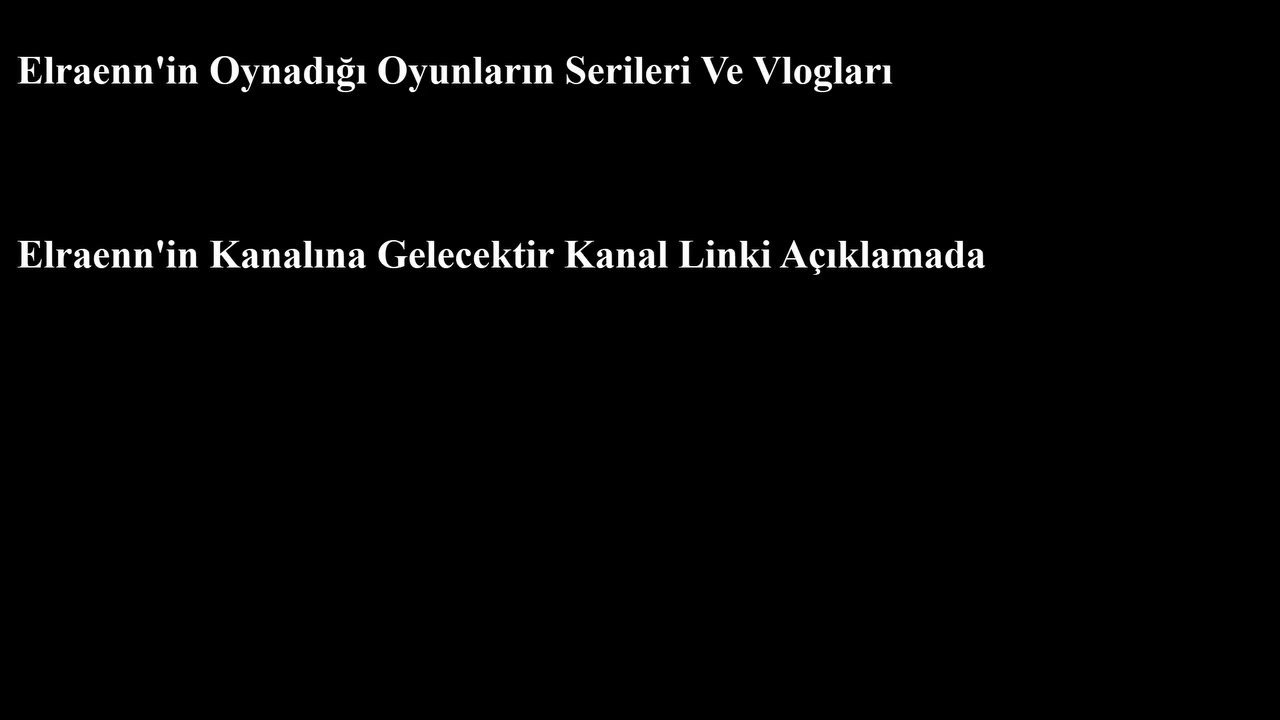 Elraenn'in Oynadığı Oyunların Serileri Ve Vlogları
Elraenn'in Kanalına Gelecektir Kanal Linki Açıklamada